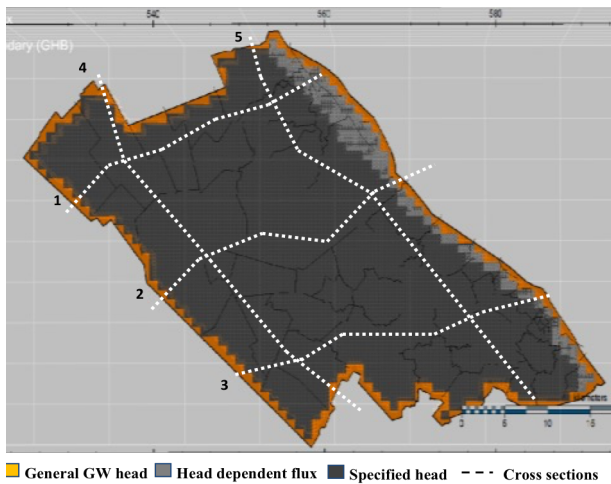 540 560 580
x
dary (GHB)
5
4
1
2
3
0 5 10 15
General GW head Head dependent flux Specified head Cross sections